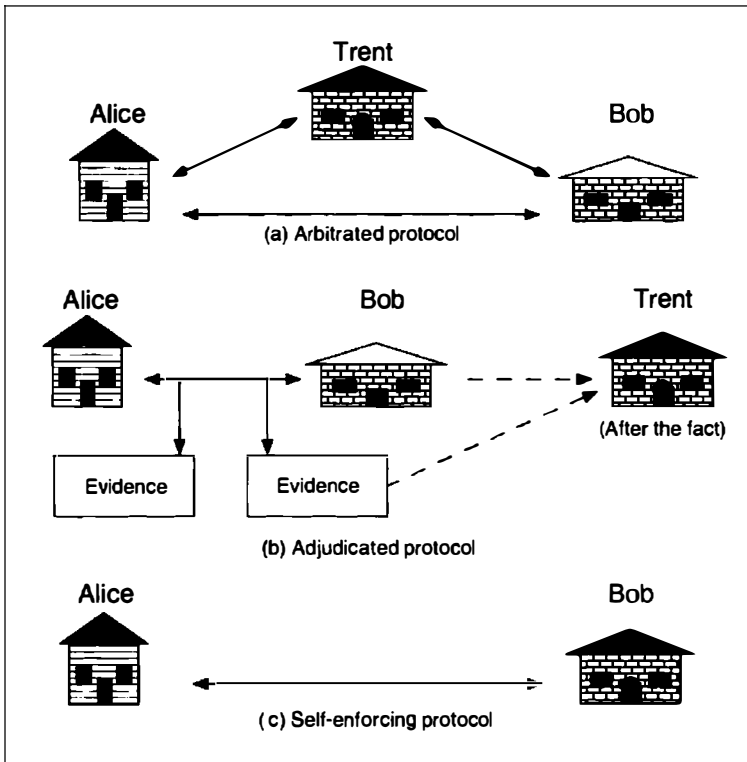 Trent
Alice
Bob
(a) Arbitrated protocol
Alice
Bob
Trent
(After the fact)
Evidence
Evidence
(b) Adjudicated protocol
Alice
Bob
(c) Self-enforcing protocol